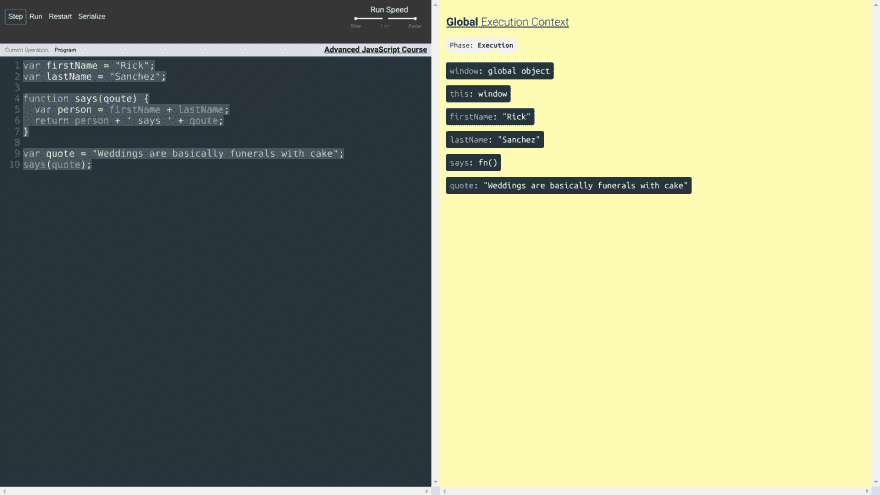 Step Run Restart Serialize
Run Speed
Slow 1 Faster
Current Operation: Program
Advanced JavaScript Course
1 var firstName = "Rick";
2 var lastName = "Sanchez";
3
4 function says(qoute) {
5 var person = firstName + lastName;
6 return person + ' says ' + qoute;
7 }
8
9 var quote = "Weddings are basically funerals with cake";
10 says(quote);
Global Execution Context
Phase: Execution
window: global object
this: window
firstName: "Rick"
lastName: "Sanchez"
says: fn()
quote: "Weddings are basically funerals with cake"